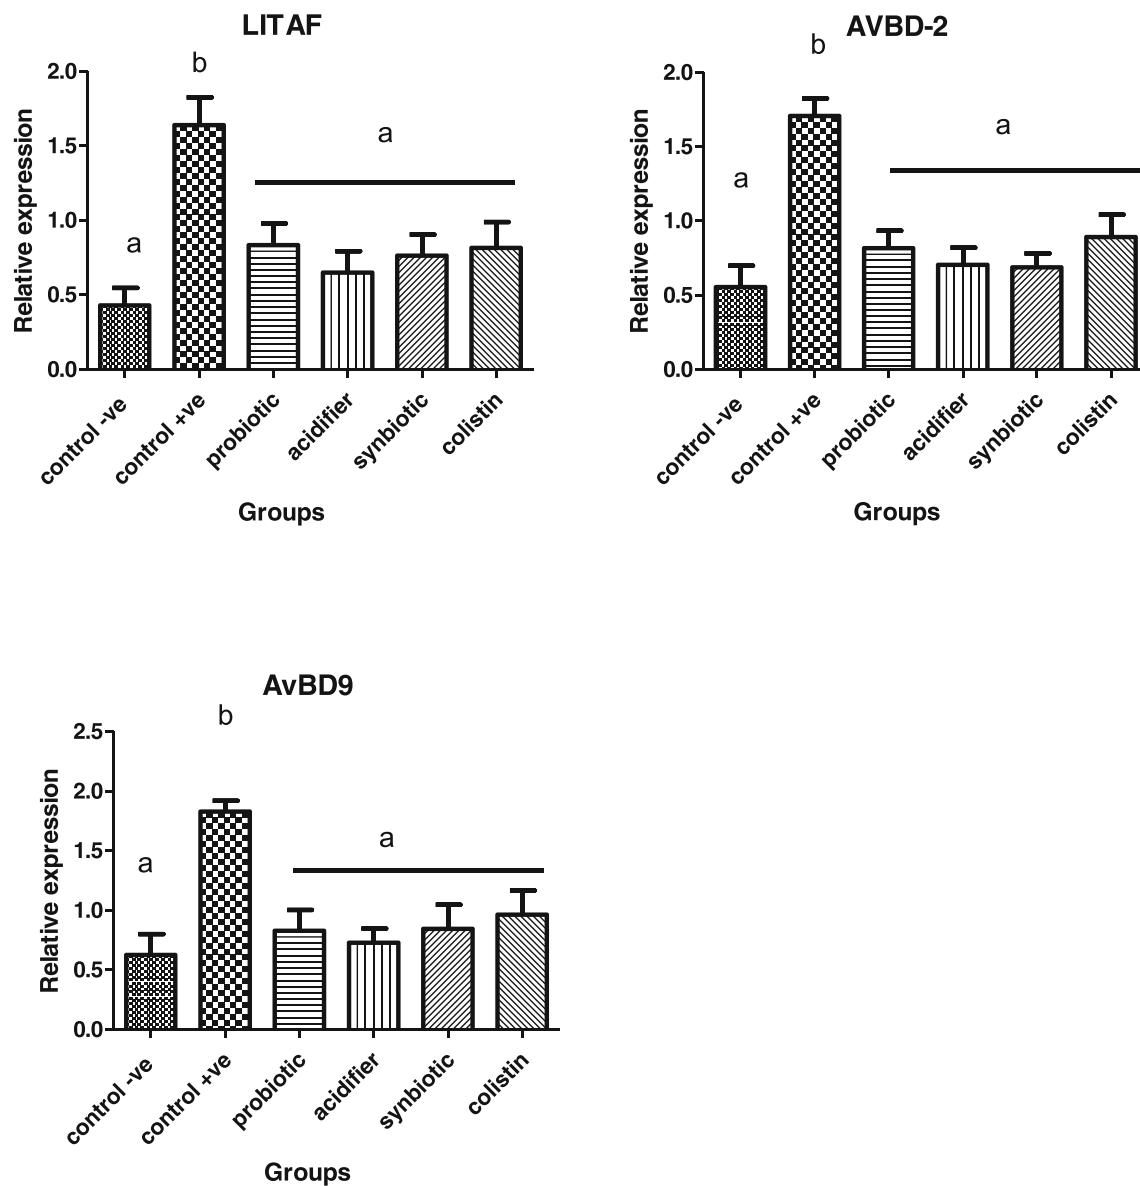 LITAF
b
2.0
1.5
a
1.0
a
0.5
0.0
Relative expression
control -ve
control +ve
probiotic
acidifier
synbiotic
colistin
Groups
AVBD-2
b
2.0
1.5
a
a
1.0
0.5
0.0
Relative expression
control -ve
control +ve
probiotic
acidifier
synbiotic
colistin
Groups
AvBD9
b
2.5
2.0
1.5
a
a
1.0
0.5
0.0
Relative expression
control -ve
control +ve
probiotic
acidifier
synbiotic
colistin
Groups